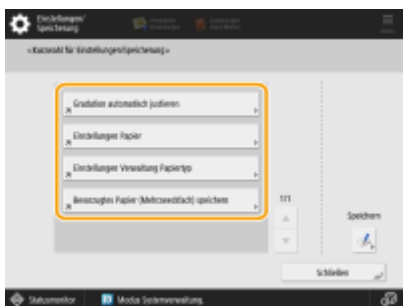 Einstellungen/
Speicherung
<Kurzwahl für Einstellungen/Speicherung>
Gradation automatisch justieren
Einstellungen Papier
Einstellungen Verwaltung Papiertyp
Bevorzugtes Papier (Mehrzweckfach) speichern
1/1
Speichern
Schließen
Statusmonitor
Modus Systemverwaltung.